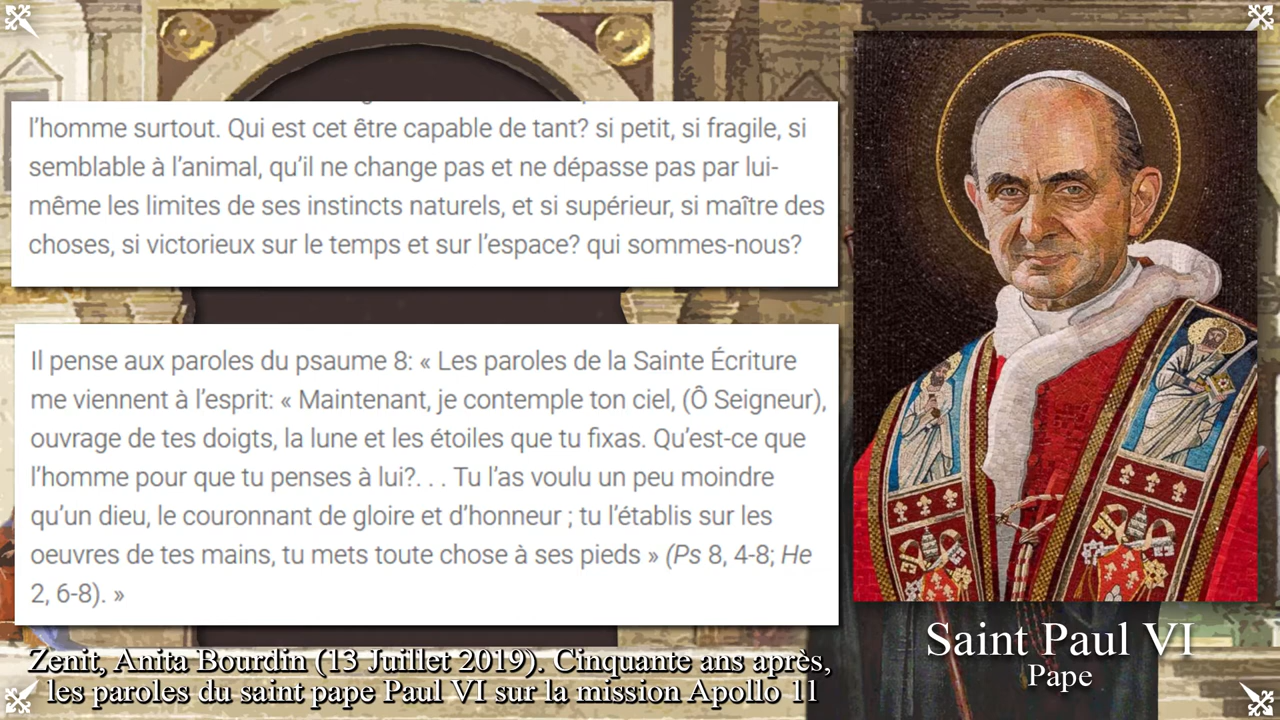 l'homme surtout. Qui est cet être capable de tant? si petit, si fragile, si
semblable à l'animal, qu'il ne change pas et ne dépasse pas par lui-
même les limites de ses instincts naturels, et si supérieur, si maître des
choses, si victorieux sur le temps et sur l'espace? qui sommes-nous?
Il pense aux paroles du psaume 8: « Les paroles de la Sainte Écriture
me viennent à l'esprit: « Maintenant, je contemple ton ciel, (Ô Seigneur),
ouvrage de tes doigts, la lune et les étoiles que tu fixas. Qu'est-ce que
l'homme pour que tu penses à lui?. . . Tu l'as voulu un peu moindre
qu'un dieu, le couronnant de gloire et d'honneur ; tu l'établis sur les
oeuvres de tes mains, tu mets toute chose à ses pieds » (Ps 8, 4-8; He
2, 6-8). »
Zenit, Anita Bourdin (13 Juillet 2019). Cinquante ans après,
les paroles du saint pape Paul VI sur la mission Apollo 11
Saint Paul VI
Pape